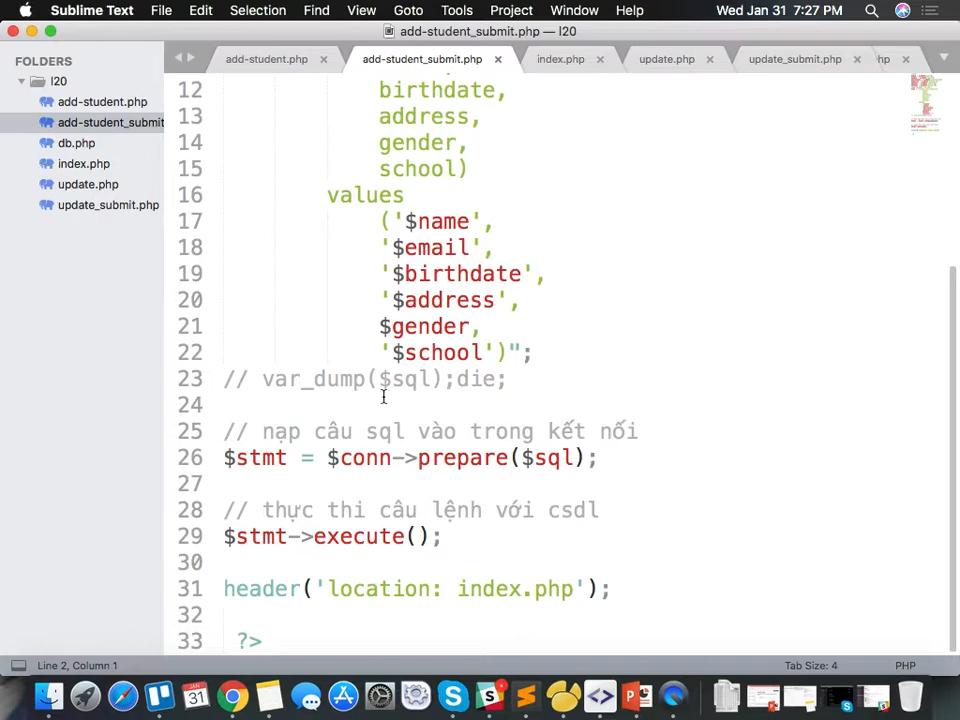 Sublime Text File Edit Selection Find View Goto Tools Project Window Help Wed Jan 31 7:27 PM
add-student_submit.php — l20
FOLDERS
l20
add-student.php
add-student_submit
db.php
index.php
update.php
update_submit.php
add-student.php × add-student_submit.php × index.php × update.php × update_submit.php × hp ×
12 birthdate,
13 address,
14 gender,
15 school)
16 values
17 ('$name',
18 '$email',
19 '$birthdate',
20 '$address',
21 $gender,
22 '$school')";
23 // var_dump($sql);die;
24
25 // nạp câu sql vào trong kết nối
26 $stmt = $conn->prepare($sql);
27
28 // thực thi câu lệnh với csdl
29 $stmt->execute();
30
31 header('location: index.php');
32
33 ?>
Line 2, Column 1 Tab Size: 4 PHP